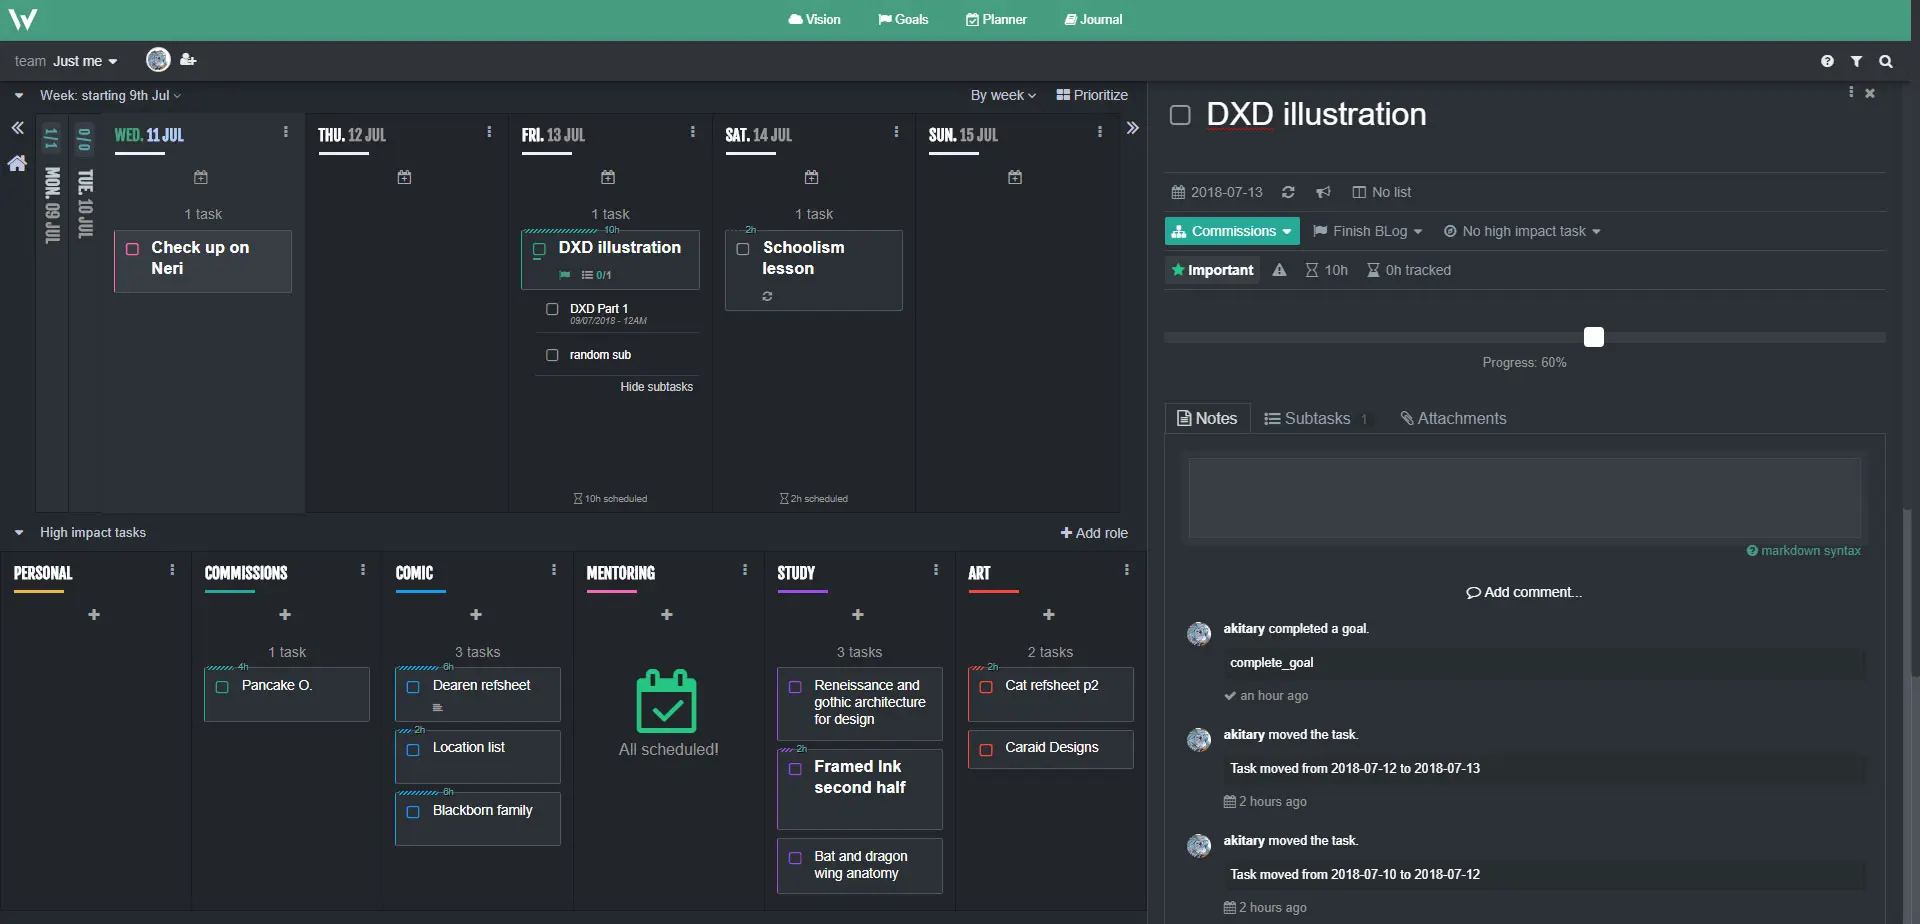 W
Vision
Goals
Planner
Journal
team Just me
Week: starting 9th Jul
By week
Prioritize
1/1 MON. 09 JUL
0/0 TUE. 10 JUL
WED. 11 JUL
1 task
Check up on
Neri
THU. 12 JUL
FRI. 13 JUL
1 task
10h
DXD illustration
0/1
DXD Part 1
09/07/2018 - 12AM
random sub
Hide subtasks
10h scheduled
SAT. 14 JUL
1 task
2h
Schoolism
lesson
2h scheduled
SUN. 15 JUL
High impact tasks
Add role
PERSONAL
COMMISSIONS
1 task
4h
Pancake O.
COMIC
3 tasks
6h
Dearen refsheet
2h
Location list
6h
Blackborn family
MENTORING
All scheduled!
STUDY
3 tasks
Reneissance and
gothic architecture
for design
2h
Framed Ink
second half
Bat and dragon
wing anatomy
ART
2 tasks
2h
Cat refsheet p2
Caraid Designs
DXD illustration
2018-07-13
No list
Commissions
Finish BLog
No high impact task
Important
10h
0h tracked
Progress: 60%
Notes
Subtasks 1
Attachments
markdown syntax
Add comment...
akitary completed a goal.
complete_goal
an hour ago
akitary moved the task.
Task moved from 2018-07-12 to 2018-07-13
2 hours ago
akitary moved the task.
Task moved from 2018-07-10 to 2018-07-12
2 hours ago